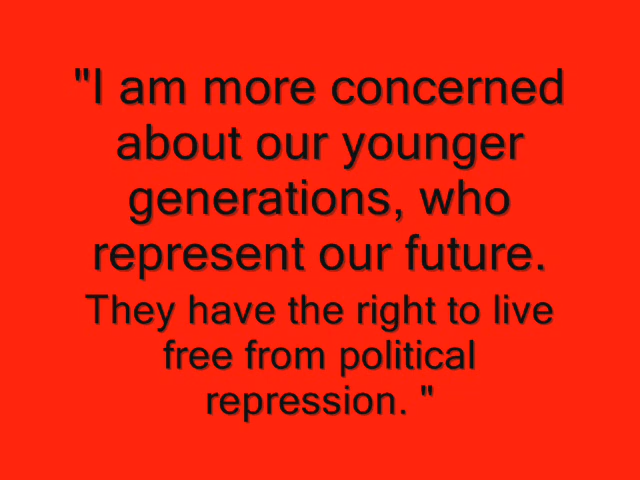 "I am more concerned
about our younger
generations, who
represent our future.
They have the right to live
free from political
repression. "